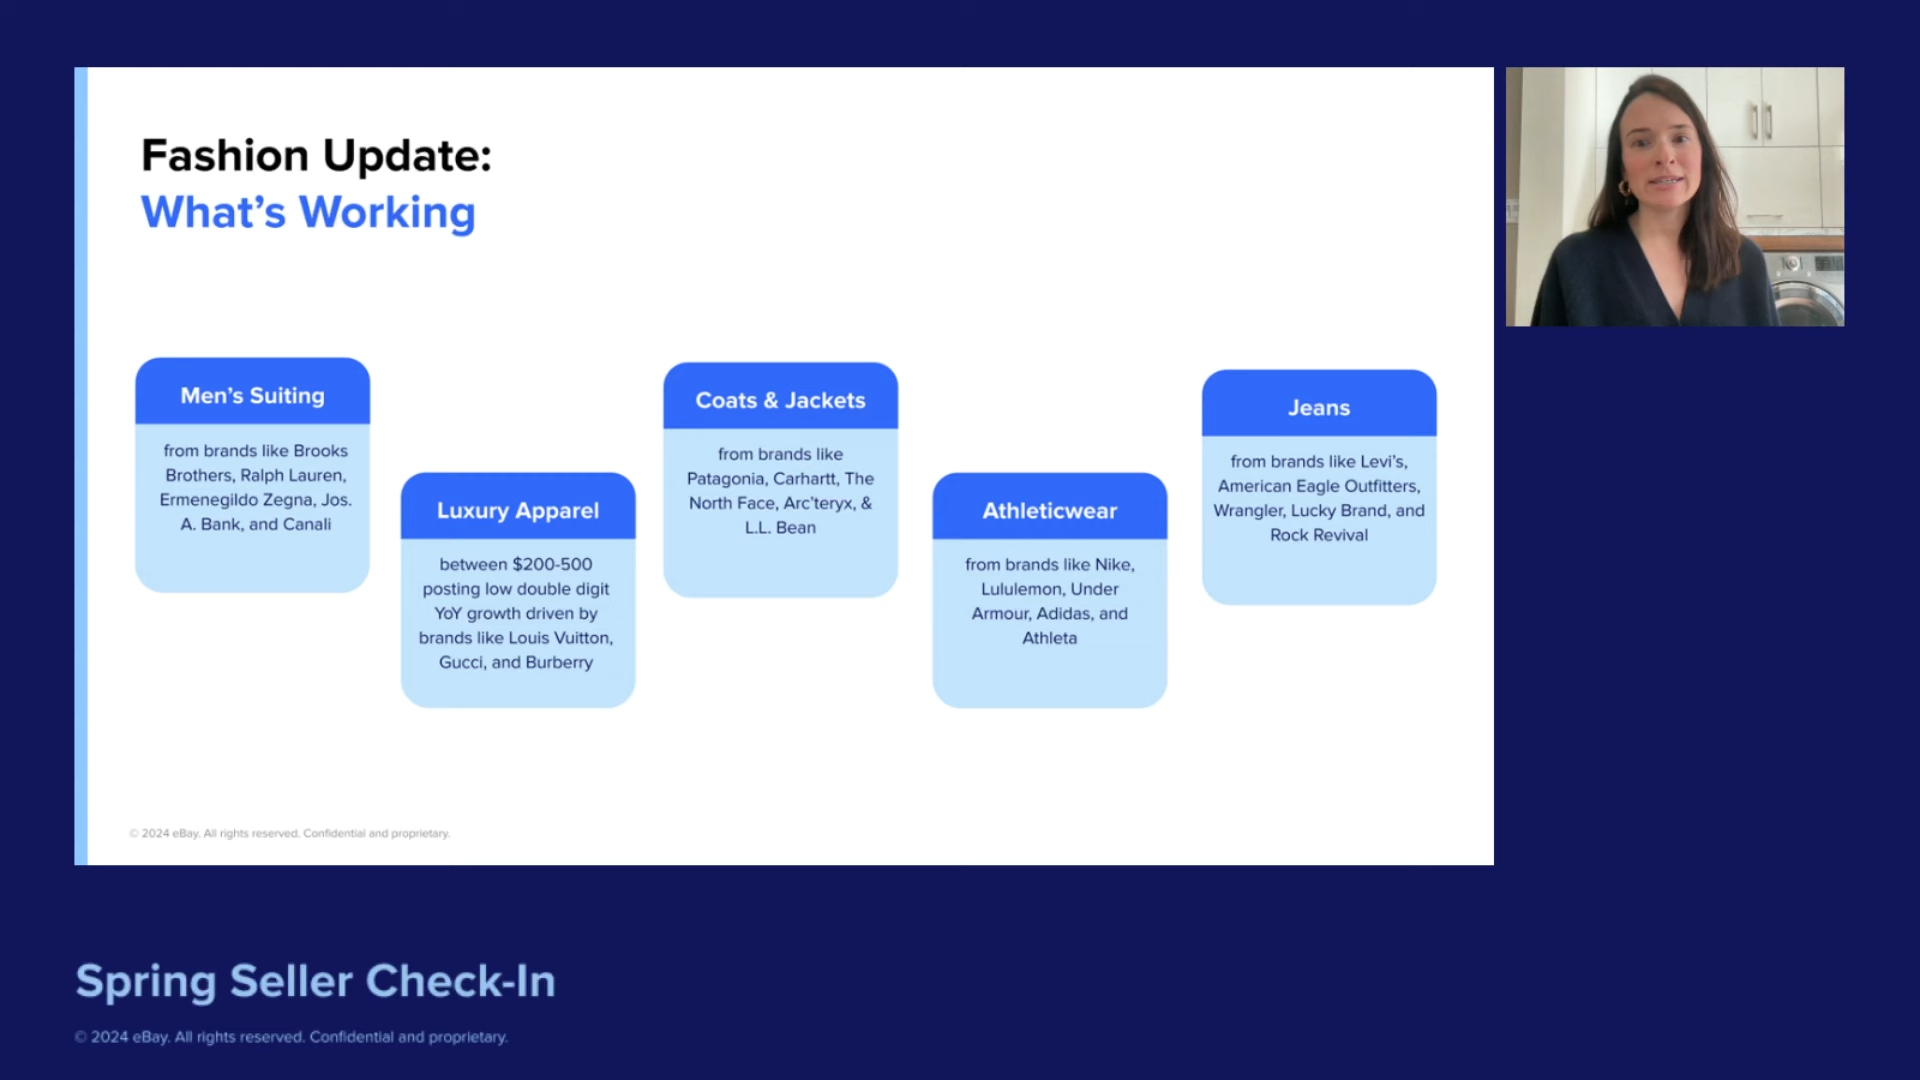 Fashion Update:
What's Working
Men's Suiting
from brands like Brooks
Brothers, Ralph Lauren,
Ermenegildo Zegna, Jos.
A. Bank, and Canali
Luxury Apparel
between $200-500
posting low double digit
YoY growth driven by
brands like Louis Vuitton,
Gucci, and Burberry
Coats & Jackets
from brands like
Patagonia, Carhartt, The
North Face, Arc'teryx, &
L.L. Bean
Athleticwear
from brands like Nike,
Lululemon, Under
Armour, Adidas, and
Athleta
Jeans
from brands like Levi's,
American Eagle Outfitters,
Wrangler, Lucky Brand, and
Rock Revival
© 2024 eBay. All rights reserved. Confidential and proprietary.
Spring Seller Check-In
© 2024 eBay. All rights reserved. Confidential and proprietary.